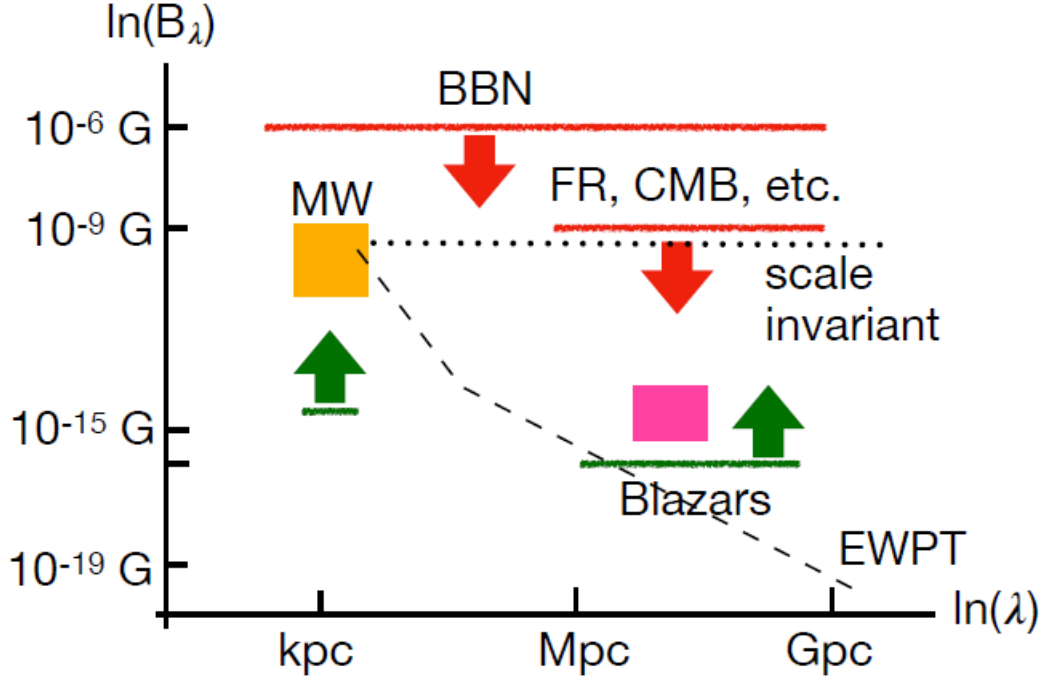 ln(B_λ)
BBN
10⁻⁶ G
FR, CMB, etc.
MW
10⁻⁹ G
scale
invariant
10⁻¹⁵ G
Blazars
10⁻¹⁹ G
EWPT
ln(λ)
kpc
Mpc
Gpc